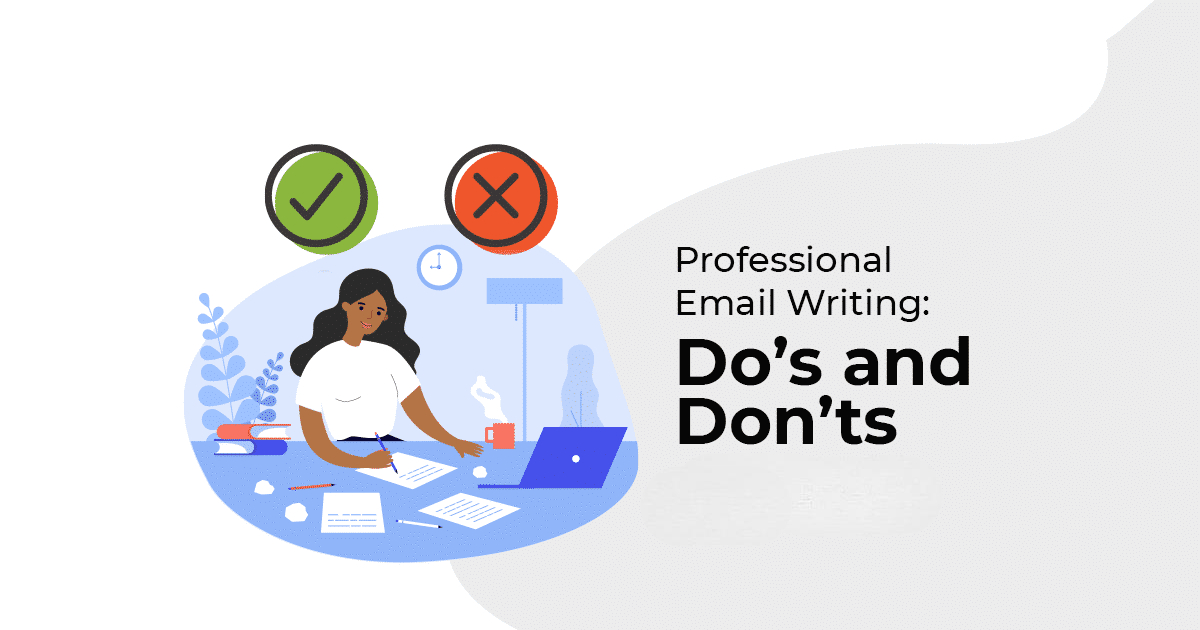 Professional
Email Writing:
Do’s and
Don’ts